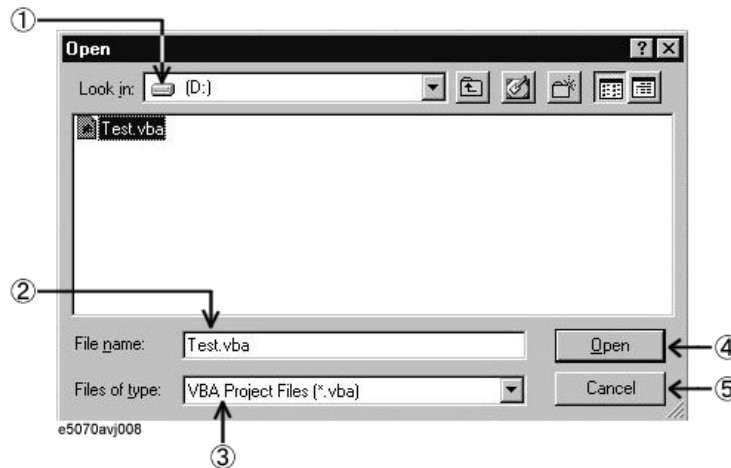 ①
Open
Look in: (D:)
Test.vba
②
File name: Test.vba Open ④
Files of type: VBA Project Files (*.vba) Cancel ⑤
e5070avj008
③